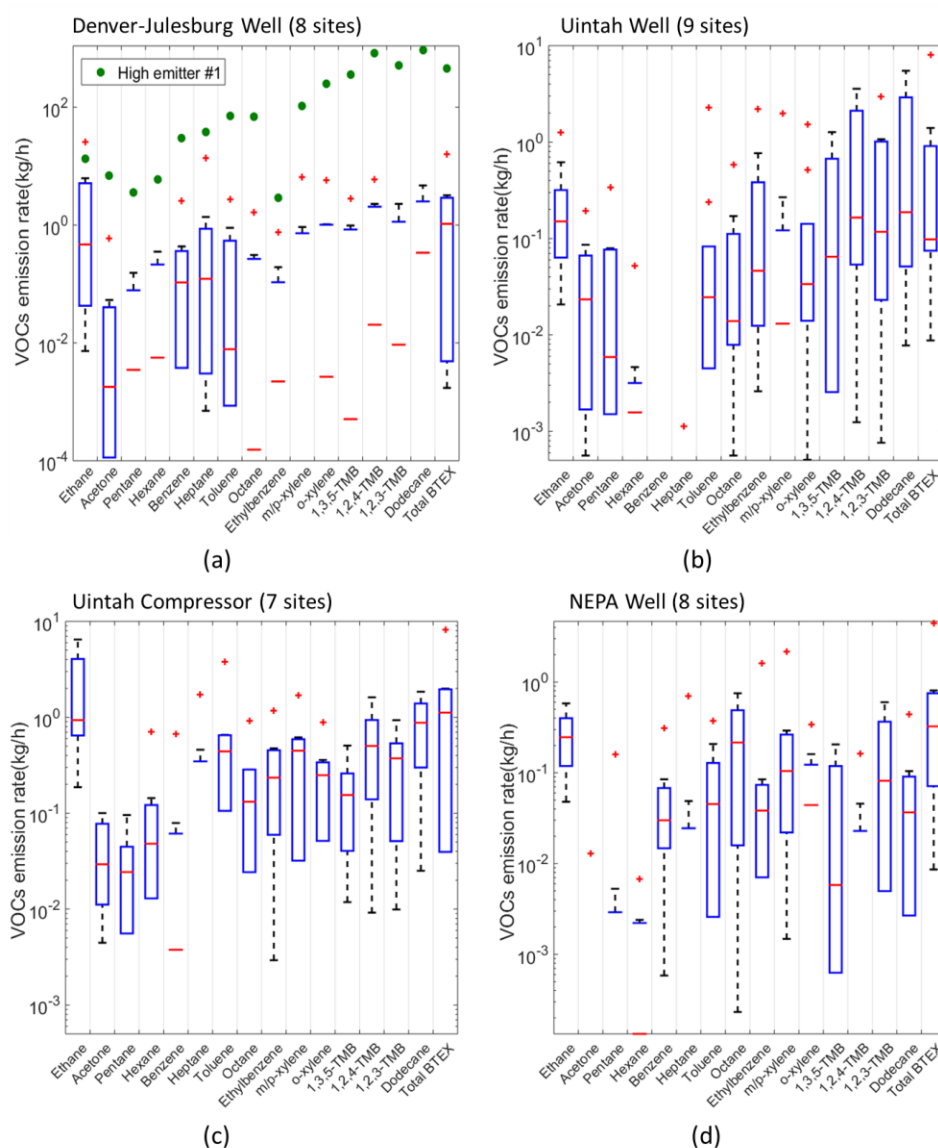 Denver-Julesburg Well (8 sites)
High emitter #1
VOCs emission rate(kg/h)
10^2
10^0
10^-2
10^-4
Ethane
Acetone
Pentane
Hexane
Benzene
Heptane
Toluene
Octane
Ethylbenzene
m/p-xylene
o-xylene
1,3,5-TMB
1,2,4-TMB
1,2,3-TMB
Dodecane
Total BTEX
(a)
Uintah Well (9 sites)
VOCs emission rate(kg/h)
10^1
10^0
10^-1
10^-2
10^-3
Ethane
Acetone
Pentane
Hexane
Benzene
Heptane
Toluene
Octane
Ethylbenzene
m/p-xylene
o-xylene
1,3,5-TMB
1,2,4-TMB
1,2,3-TMB
Dodecane
Total BTEX
(b)
Uintah Compressor (7 sites)
VOCs emission rate(kg/h)
10^1
10^0
10^-1
10^-2
10^-3
Ethane
Acetone
Pentane
Hexane
Benzene
Heptane
Toluene
Octane
Ethylbenzene
m/p-xylene
o-xylene
1,3,5-TMB
1,2,4-TMB
1,2,3-TMB
Dodecane
Total BTEX
(c)
NEPA Well (8 sites)
VOCs emission rate(kg/h)
10^0
10^-1
10^-2
10^-3
Ethane
Acetone
Pentane
Hexane
Benzene
Heptane
Toluene
Octane
Ethylbenzene
m/p-xylene
o-xylene
1,3,5-TMB
1,2,4-TMB
1,2,3-TMB
Dodecane
Total BTEX
(d)